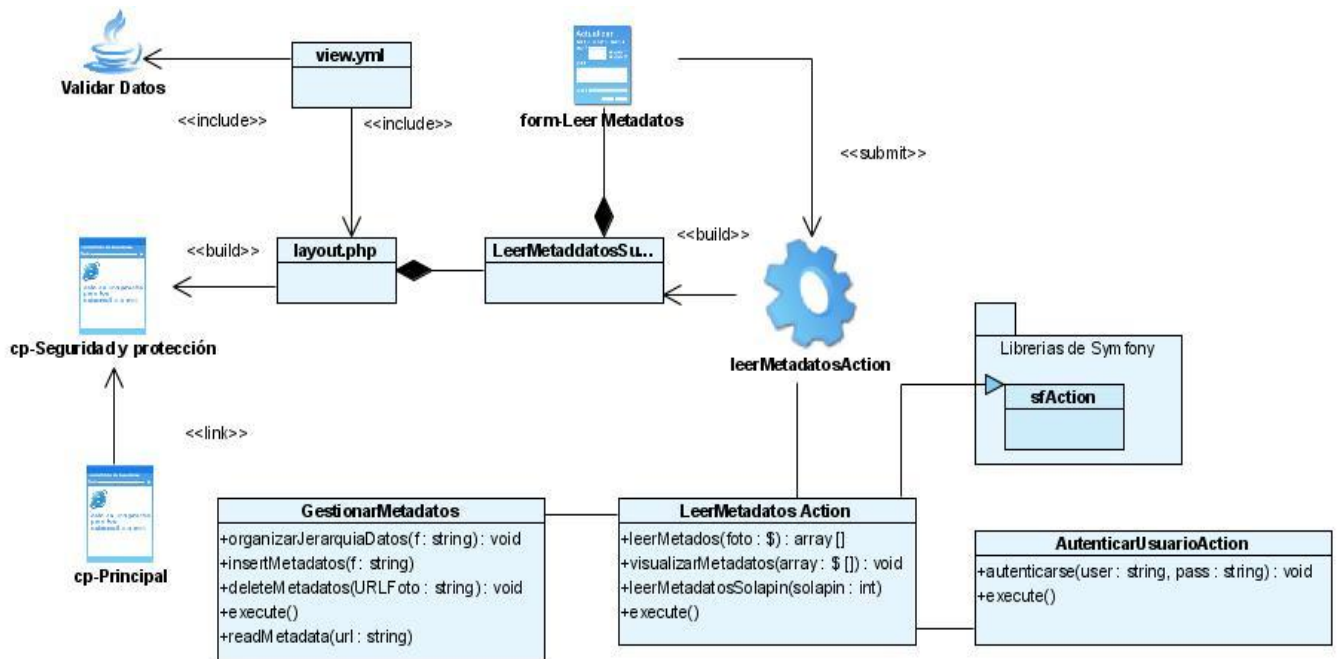 view.yml
Validar Datos
<<include>>
<<include>>
Actualizar
form-Leer Metadatos
<<submit>>
<<build>>
layout.php
LeerMetaddatosSu...
<<build>>
cp-Seguridad y protección
leerMetadatosAction
Librerias de Symfony
sfAction
<<link>>
cp-Principal
GestionarMetadatos
+organizarJerarquiaDatos(f : string) : void
+insertMetadatos(f : string)
+deleteMetadatos(URLFoto : string) : void
+execute()
+readMetadata(url : string)
LeerMetadatos Action
+leerMetados(foto : $) : array[]
+visualizarMetadatos(array : $[]) : void
+leerMetadatosSolapin(solapin : int)
+execute()
AutenticarUsuarioAction
+autenticarse(user : string, pass : string) : void
+execute()